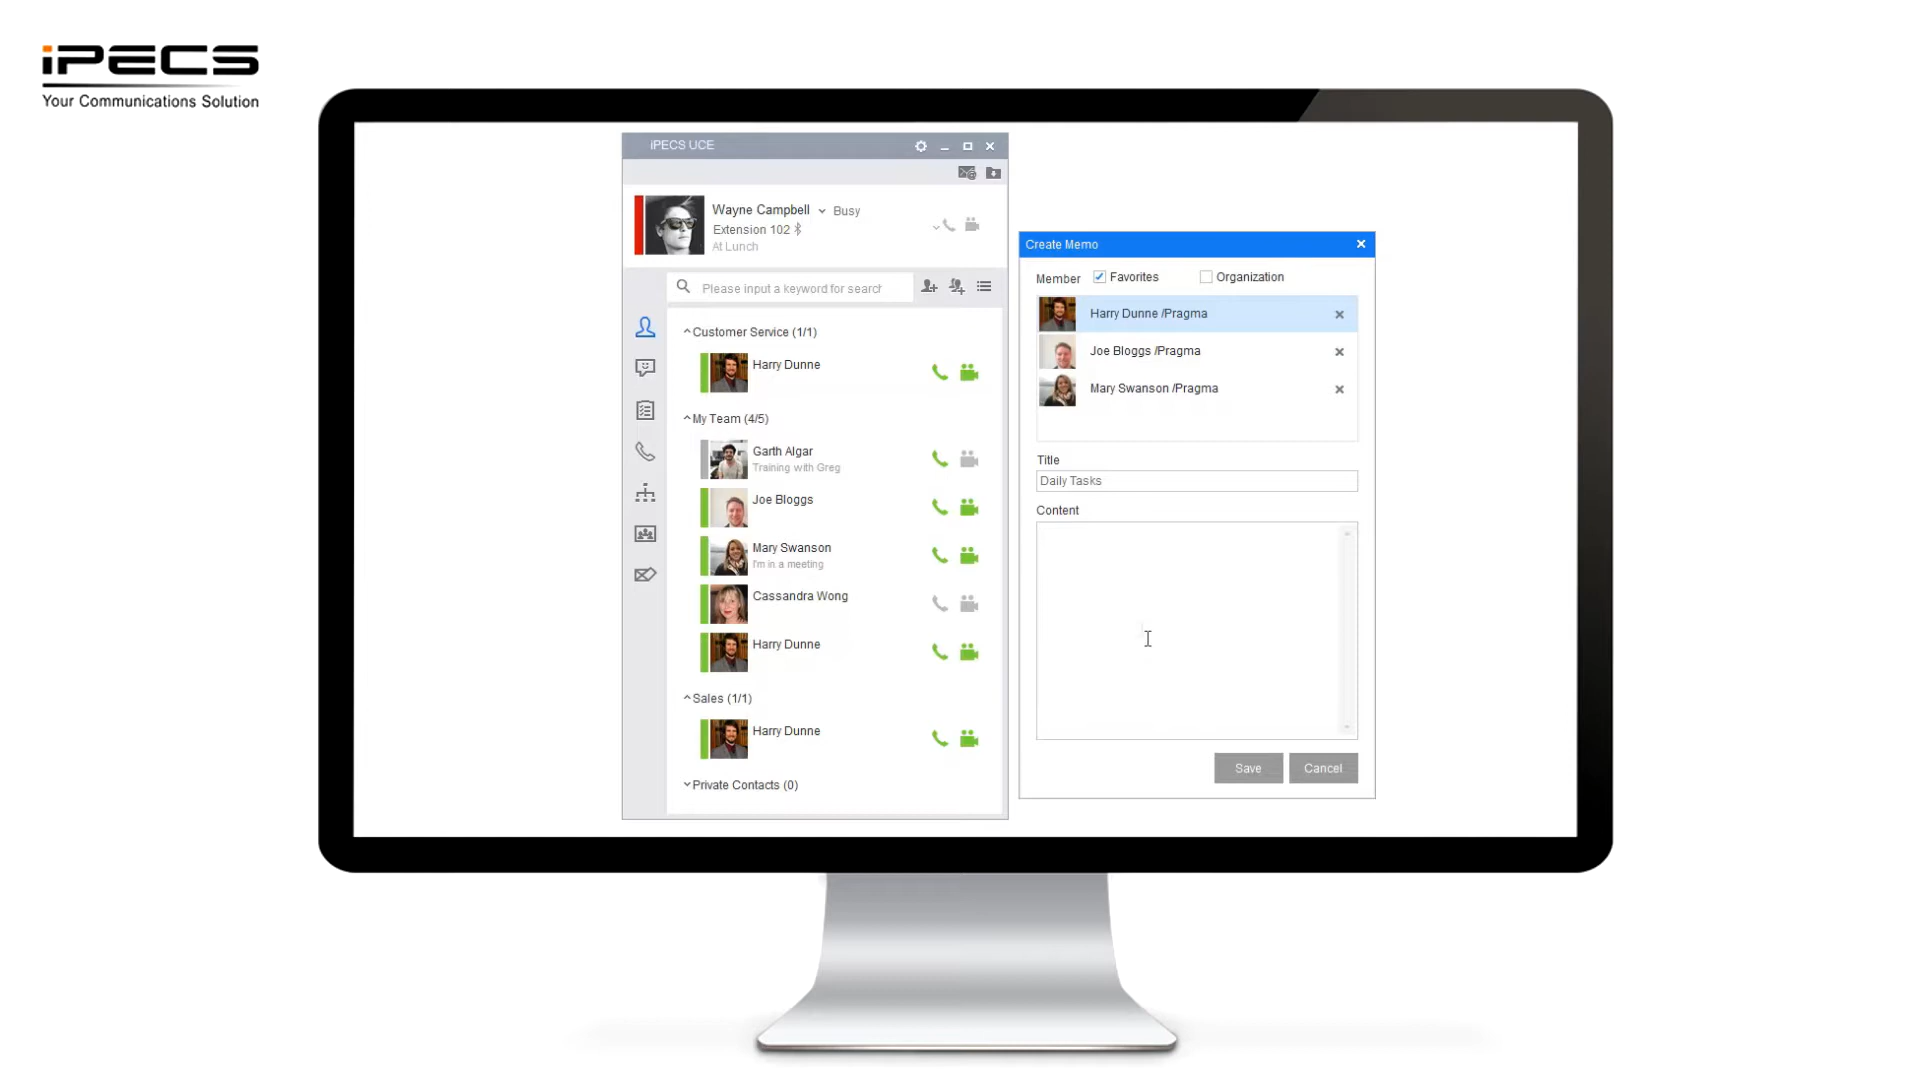 iPECS
Your Communications Solution
iPECS UCE
Wayne Campbell Busy
Extension 102
At Lunch
Please input a keyword for search
Customer Service (1/1)
Harry Dunne
My Team (4/5)
Garth Algar
Training with Greg
Joe Bloggs
Mary Swanson
I'm in a meeting
Cassandra Wong
Harry Dunne
Sales (1/1)
Harry Dunne
Private Contacts (0)
Create Memo
Member Favorites Organization
Harry Dunne /Pragma
Joe Bloggs /Pragma
Mary Swanson /Pragma
Title
Daily Tasks
Content
Save Cancel